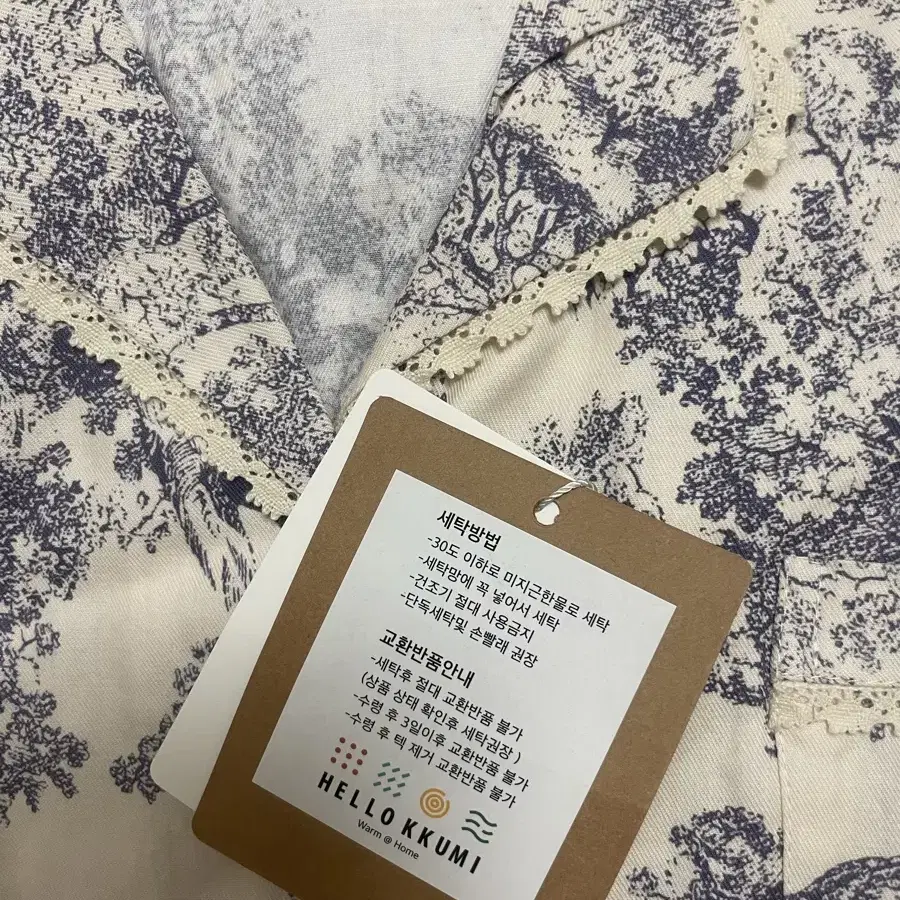 세탁방법
-30도 이하로 미지근한물로 세탁
-세탁망에 꼭 넣어서 세탁
-건조기 절대 사용금지
-단독세탁및 손빨래 권장
교환반품안내
-세탁후 절대 교환반품 불가
(상품 상태 확인후 세탁권장 )
-수령 후 3일이후 교환반품 불가
-수령 후 텍 제거 교환반품 불가
HELLO KKUMI
Warm @ Home